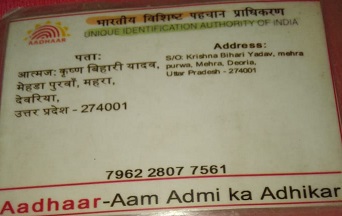 भारतीय विशिष्ट पहचान प्राधिकरण
UNIQUE IDENTIFICATION AUTHORITY OF INDIA
AADHAAR
पता:
आत्मज: कृष्ण बिहारी यादव,
मेहडा पुरवाँ, महरा,
देवरिया,
उत्तर प्रदेश - 274001
Address:
S/O: Krishna Bihari Yadav, mehra
purwa, Mehra, Deoria,
Uttar Pradesh - 274001
7962 2807 7561
Aadhaar-Aam Admi ka Adhikar